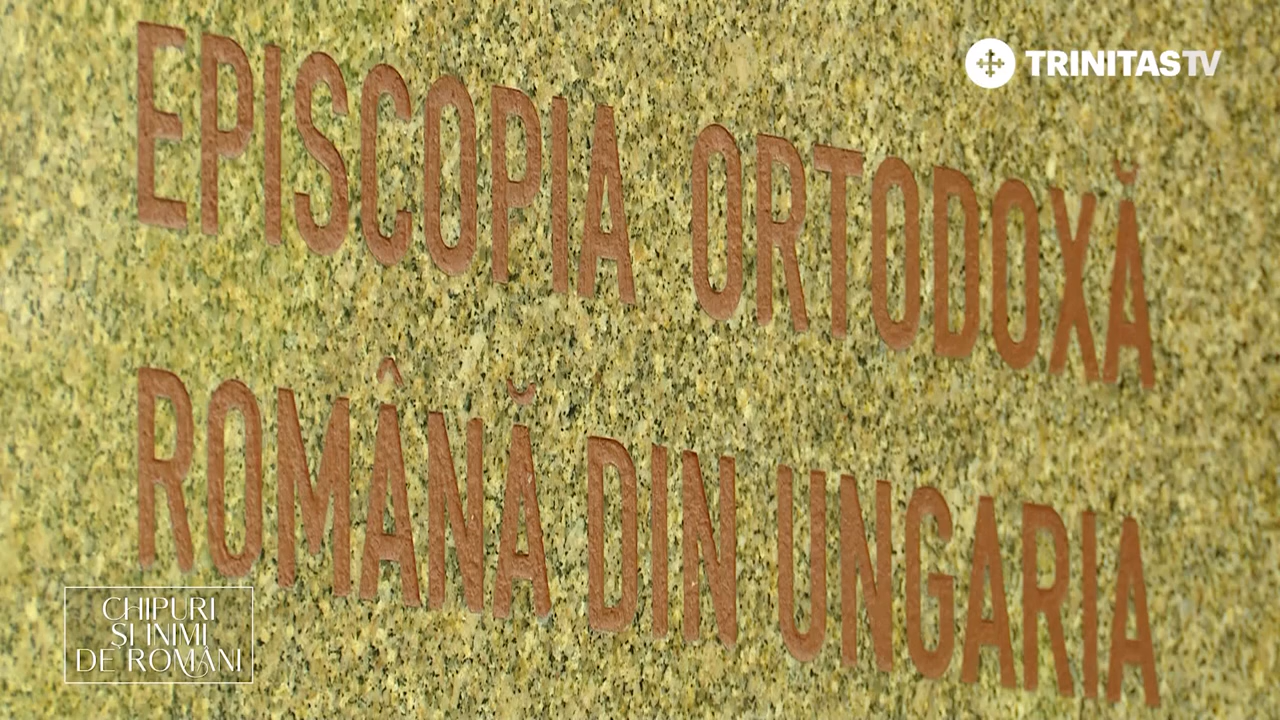 TRINITASTV
EPISCOPIA ORTODOXĂ
ROMÂNĂ DIN UNGARIA
CHIPURI
ȘI INIMI
DE ROMÂNI